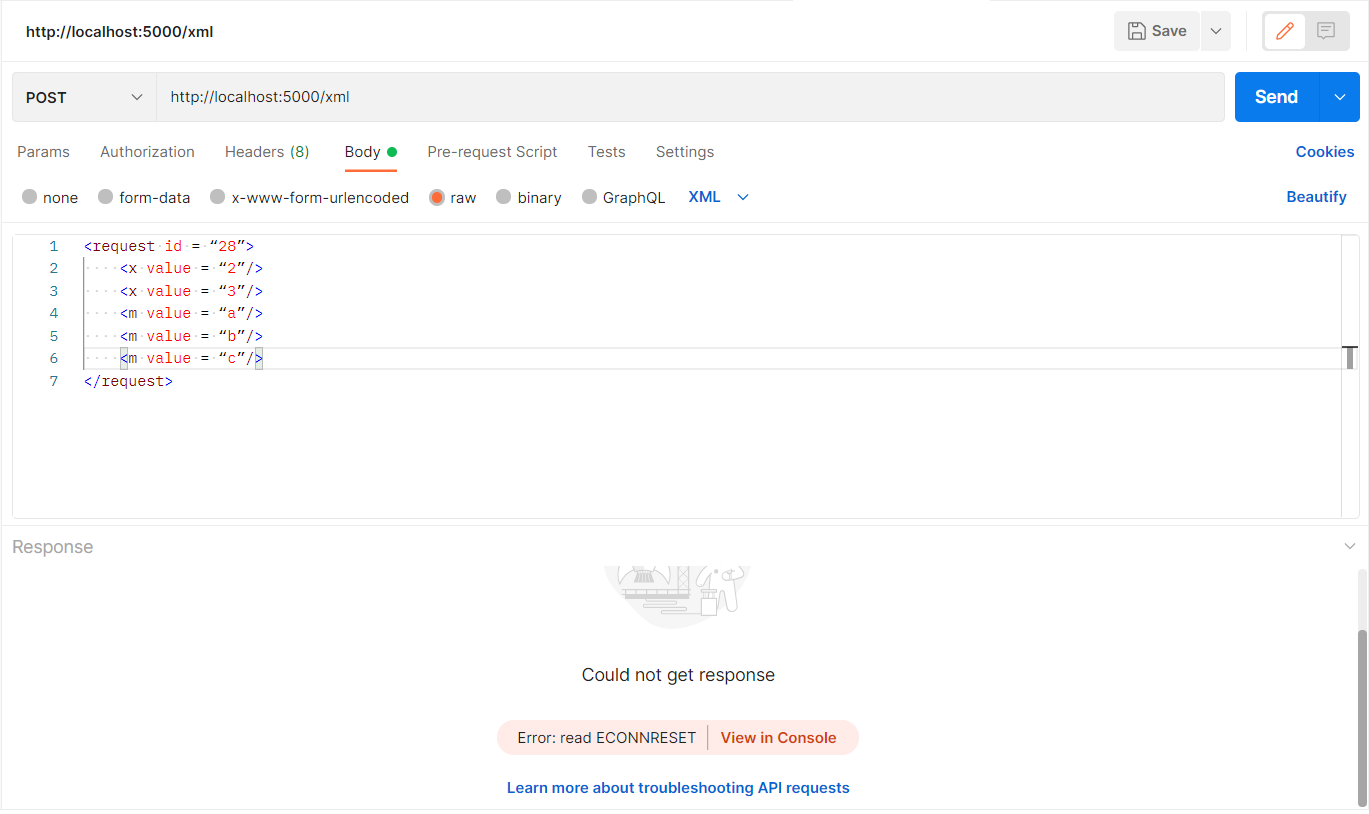 http://localhost:5000/xml
Save
POST
http://localhost:5000/xml
Send
Params Authorization Headers (8) Body Pre-request Script Tests Settings Cookies
none form-data x-www-form-urlencoded raw binary GraphQL XML Beautify
1 <request id = “28”>
2 <x value = “2”/>
3 <x value = “3”/>
4 <m value = “a”/>
5 <m value = “b”/>
6 <m value = “c”/>
7 </request>
Response
Could not get response
Error: read ECONNRESET View in Console
Learn more about troubleshooting API requests